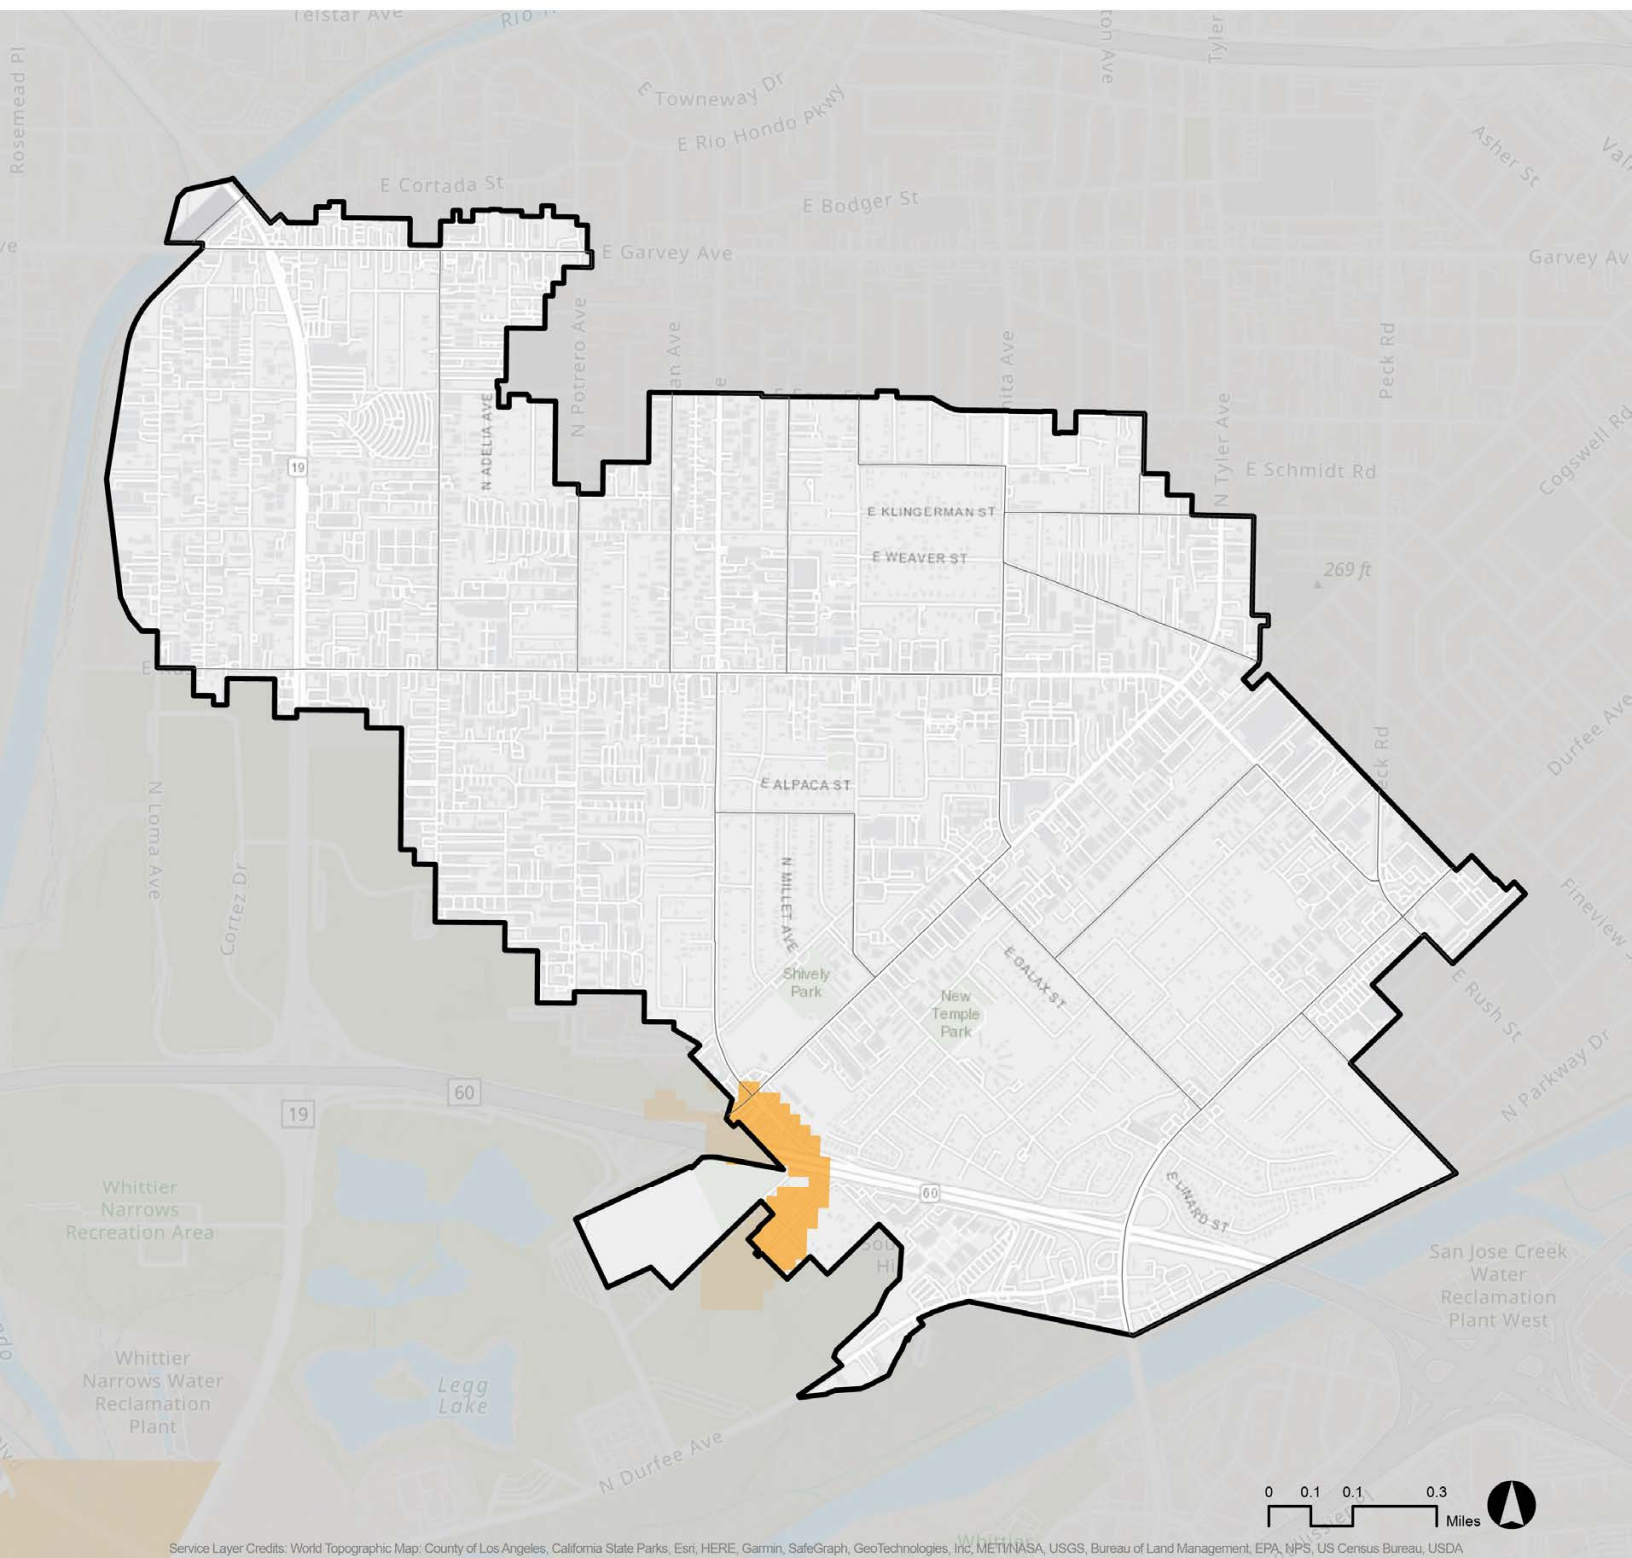 Telstar Ave
Rosemead Pl
Tyler
E Towneway Dr
E Rio Hondo Pkwy
Asher St
E Cortada St
E Bodger St
E Garvey Ave
Garvey Av
N Potrero Ave
Peck Rd
N ADELIA AVE
N Tyler Ave
19
E Schmidt Rd
Cogswell Rd
E KLINGERMAN ST
E WEAVER ST
269 ft
Durfee Ave
E ALPACA ST
N Loma Ave
Cortez Dr
N MILLET AVE
Fineview
Shively
Park
E GALAX ST
New
Temple
Park
E Rush St
N Parkway Dr
60
19
60
E LINARD ST
Whittier
Narrows
Recreation Area
San Jose Creek
Water
Reclamation
Plant West
Whittier
Narrows Water
Reclamation
Plant
Legg
Lake
N Durfee Ave
0 0.1 0.1 0.3
Miles
Whittier
Service Layer Credits: World Topographic Map: County of Los Angeles, California State Parks, Esri, HERE, Garmin, SafeGraph, GeoTechnologies, Inc, METI/NASA, USGS, Bureau of Land Management, EPA, NPS, US Census Bureau, USDA